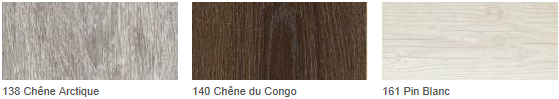 138 Chêne Arctique
140 Chêne du Congo
161 Pin Blanc